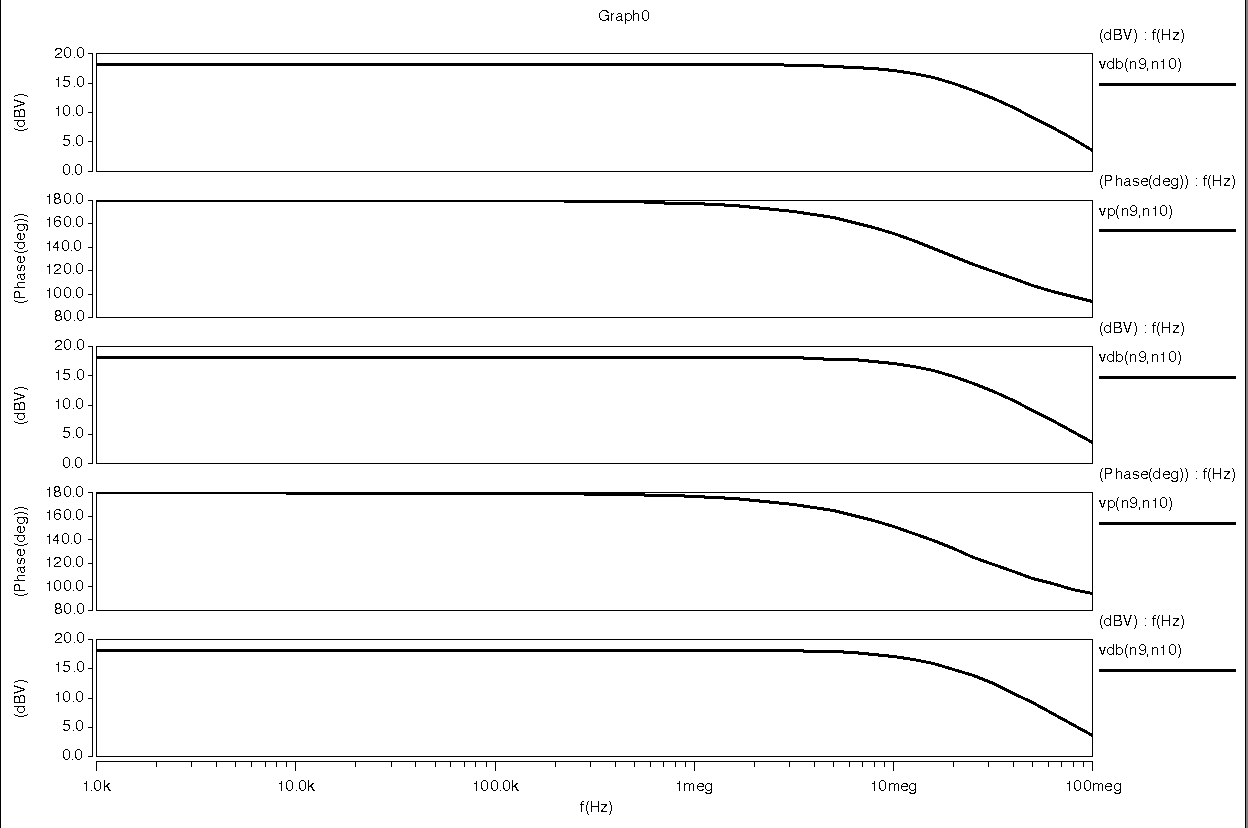 Graph0
(dBV) : f(Hz)
vdb(n9,n10)
20.0
15.0
10.0
5.0
0.0
(dBV)
(Phase(deg)) : f(Hz)
vp(n9,n10)
180.0
160.0
140.0
120.0
100.0
80.0
(Phase(deg))
(dBV) : f(Hz)
vdb(n9,n10)
20.0
15.0
10.0
5.0
0.0
(dBV)
(Phase(deg)) : f(Hz)
vp(n9,n10)
180.0
160.0
140.0
120.0
100.0
80.0
(Phase(deg))
(dBV) : f(Hz)
vdb(n9,n10)
20.0
15.0
10.0
5.0
0.0
(dBV)
1.0k 10.0k 100.0k 1meg 10meg 100meg
f(Hz)